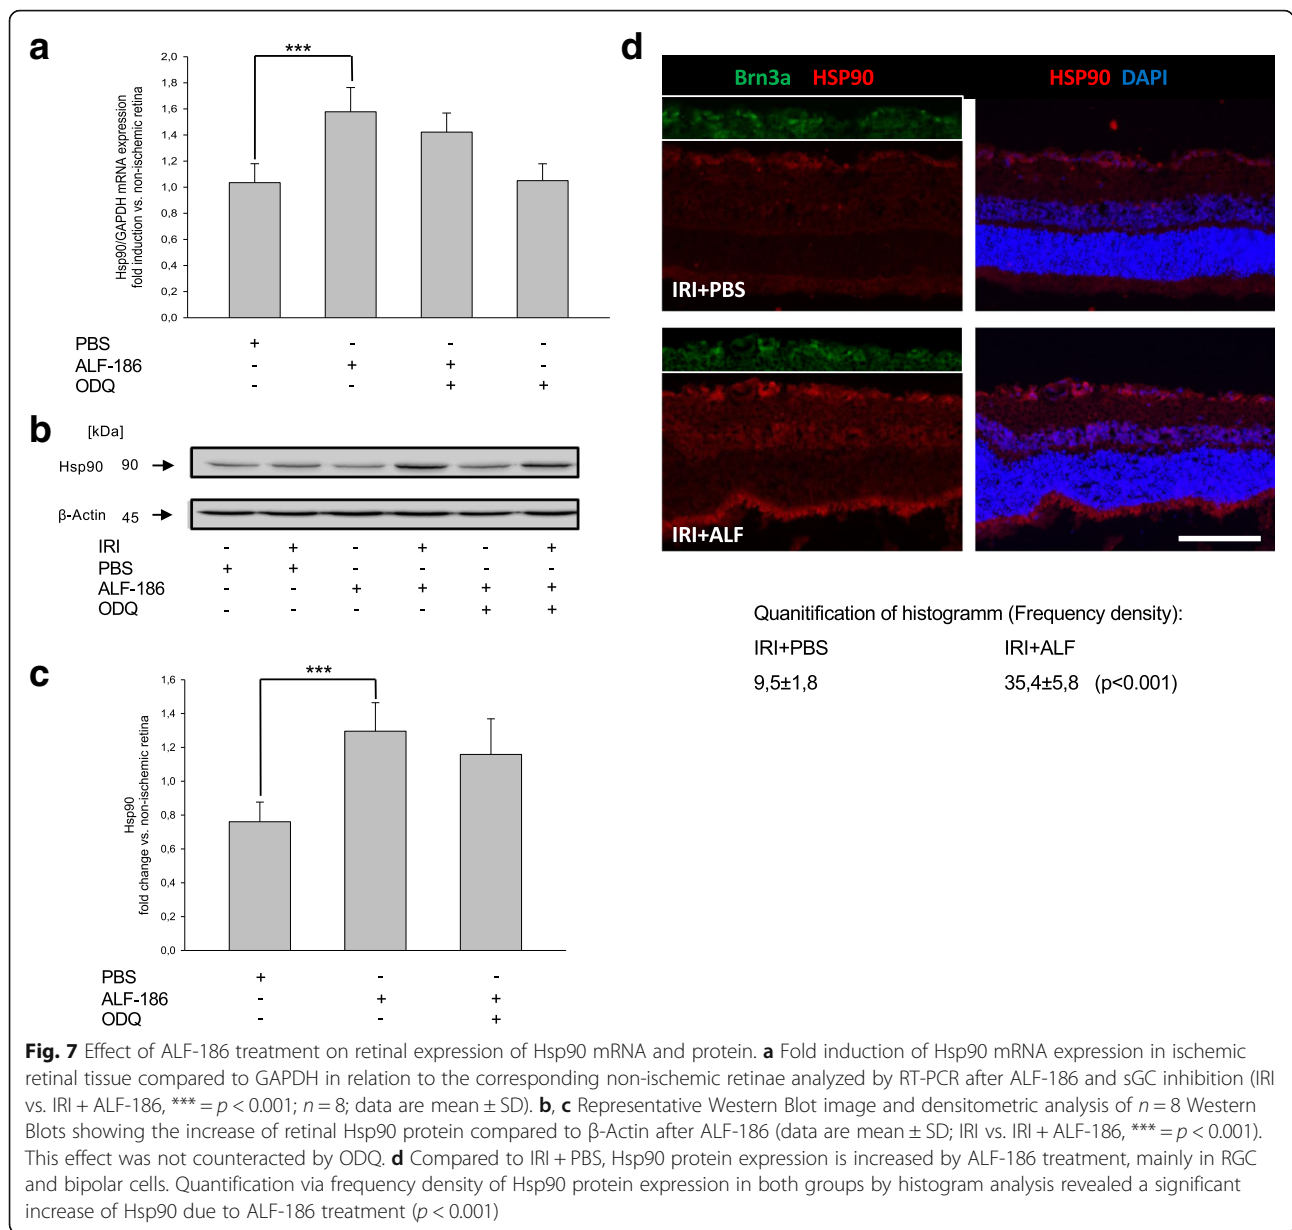 a
***
2,0
1,8
1,6
1,4
1,2
1,0
0,8
0,6
0,4
0,2
0,0
Hsp90/GAPDH mRNA expression
fold induction vs. non-ischemic retina
PBS + - - -
ALF-186 - + + -
ODQ - - + +
b
[kDa]
Hsp90 90
β-Actin 45
IRI - + - + - +
PBS + + - - - -
ALF-186 - - + + + +
ODQ - - - - + +
c
***
1,6
1,4
1,2
1,0
0,8
0,6
0,4
0,2
0,0
Hsp90
fold change vs. non-ischemic retina
PBS + - -
ALF-186 - + +
ODQ - - +
d
Brn3a HSP90
HSP90 DAPI
IRI+PBS
IRI+ALF
Quanitification of histogramm (Frequency density):
IRI+PBS IRI+ALF
9,5±1,8 35,4±5,8 (p<0.001)
Fig. 7 Effect of ALF-186 treatment on retinal expression of Hsp90 mRNA and protein. a Fold induction of Hsp90 mRNA expression in ischemic
retinal tissue compared to GAPDH in relation to the corresponding non-ischemic retinae analyzed by RT-PCR after ALF-186 and sGC inhibition (IRI
vs. IRI + ALF-186, *** = p < 0.001; n = 8; data are mean ± SD). b, c Representative Western Blot image and densitometric analysis of n = 8 Western
Blots showing the increase of retinal Hsp90 protein compared to β-Actin after ALF-186 (data are mean ± SD; IRI vs. IRI + ALF-186, *** = p < 0.001).
This effect was not counteracted by ODQ. d Compared to IRI + PBS, Hsp90 protein expression is increased by ALF-186 treatment, mainly in RGC
and bipolar cells. Quantification via frequency density of Hsp90 protein expression in both groups by histogram analysis revealed a significant
increase of Hsp90 due to ALF-186 treatment (p < 0.001)